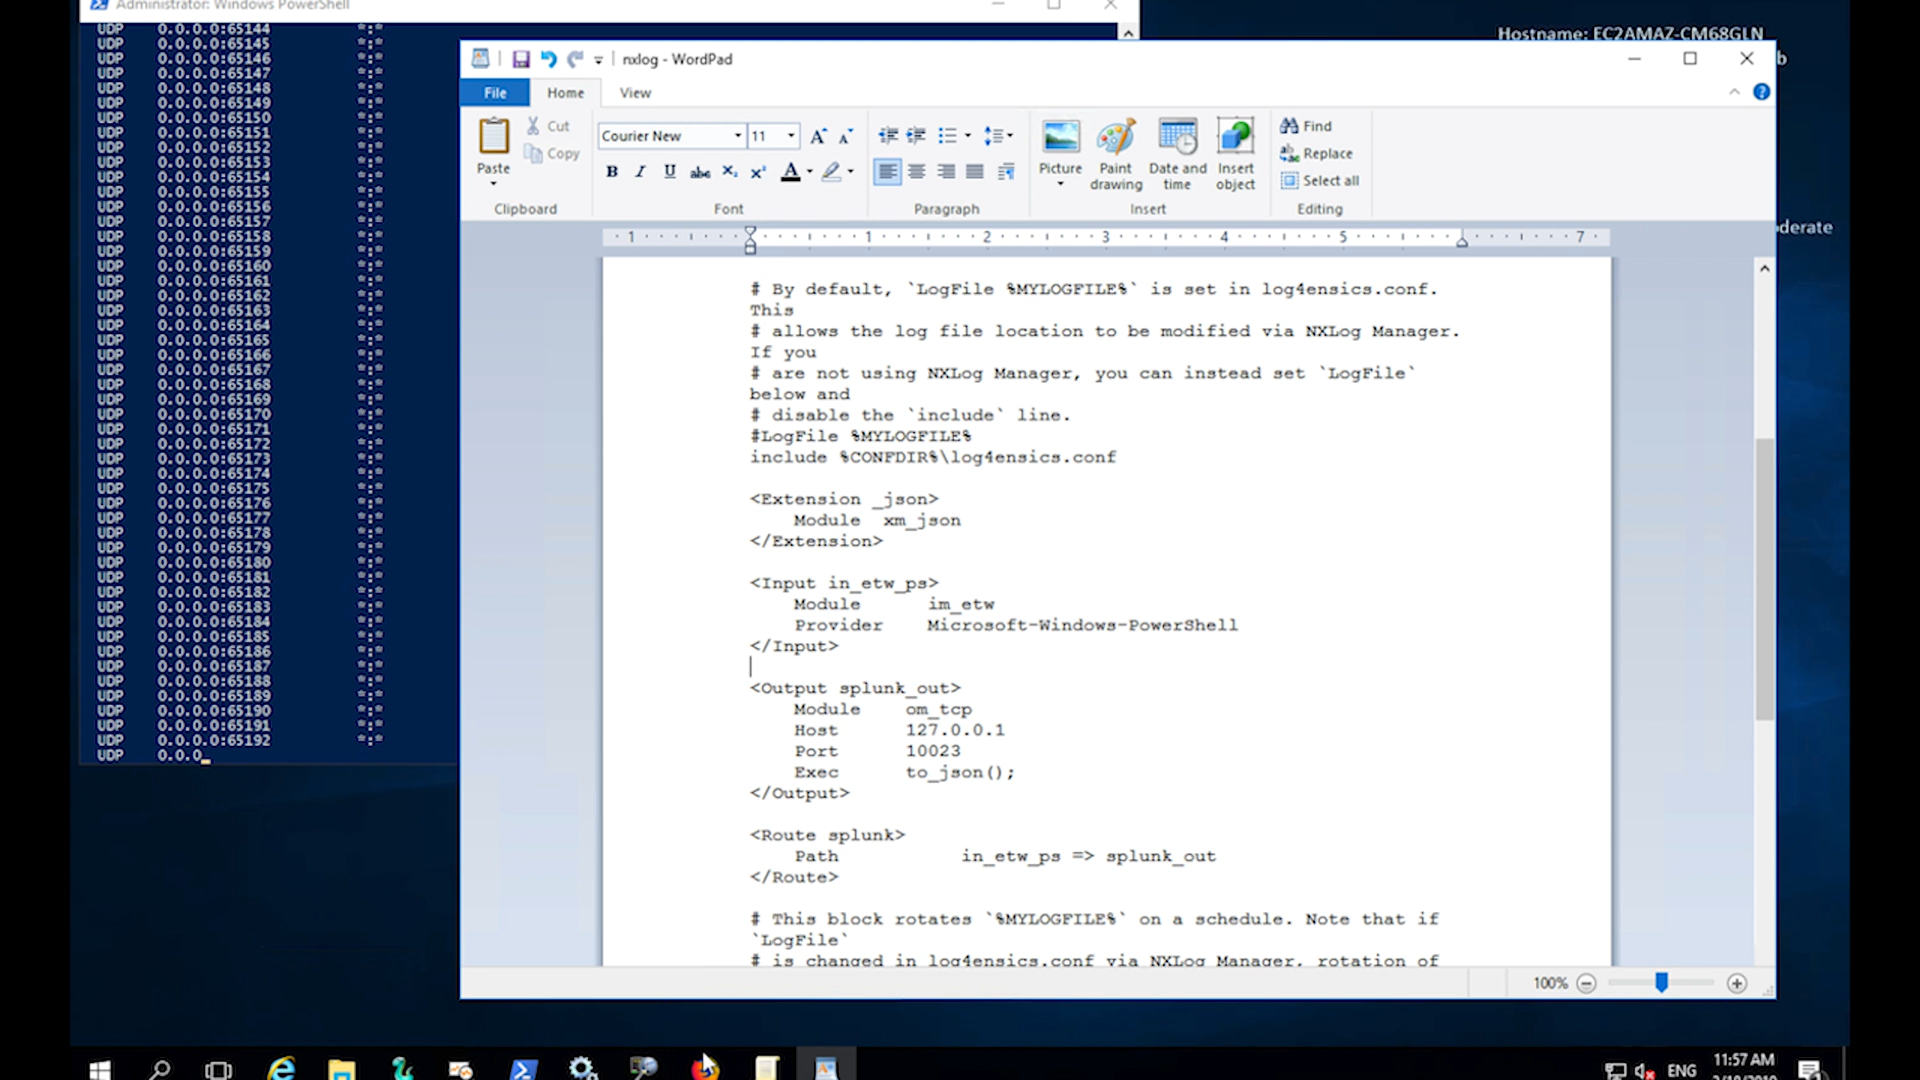 Administrator: Windows PowerShell
UDP 0.0.0.0:65144
UDP 0.0.0.0:65145 *:*
UDP 0.0.0.0:65146 *:*
UDP 0.0.0.0:65147 *:*
UDP 0.0.0.0:65148 *:*
UDP 0.0.0.0:65149 *:*
UDP 0.0.0.0:65150 *:*
UDP 0.0.0.0:65151 *:*
UDP 0.0.0.0:65152 *:*
UDP 0.0.0.0:65153 *:*
UDP 0.0.0.0:65154 *:*
UDP 0.0.0.0:65155 *:*
UDP 0.0.0.0:65156 *:*
UDP 0.0.0.0:65157 *:*
UDP 0.0.0.0:65158 *:*
UDP 0.0.0.0:65159 *:*
UDP 0.0.0.0:65160 *:*
UDP 0.0.0.0:65161 *:*
UDP 0.0.0.0:65162 *:*
UDP 0.0.0.0:65163 *:*
UDP 0.0.0.0:65164 *:*
UDP 0.0.0.0:65165 *:*
UDP 0.0.0.0:65166 *:*
UDP 0.0.0.0:65167 *:*
UDP 0.0.0.0:65168 *:*
UDP 0.0.0.0:65169 *:*
UDP 0.0.0.0:65170 *:*
UDP 0.0.0.0:65171 *:*
UDP 0.0.0.0:65172 *:*
UDP 0.0.0.0:65173 *:*
UDP 0.0.0.0:65174 *:*
UDP 0.0.0.0:65175 *:*
UDP 0.0.0.0:65176 *:*
UDP 0.0.0.0:65177 *:*
UDP 0.0.0.0:65178 *:*
UDP 0.0.0.0:65179 *:*
UDP 0.0.0.0:65180 *:*
UDP 0.0.0.0:65181 *:*
UDP 0.0.0.0:65182 *:*
UDP 0.0.0.0:65183 *:*
UDP 0.0.0.0:65184 *:*
UDP 0.0.0.0:65185 *:*
UDP 0.0.0.0:65186 *:*
UDP 0.0.0.0:65187 *:*
UDP 0.0.0.0:65188 *:*
UDP 0.0.0.0:65189 *:*
UDP 0.0.0.0:65190 *:*
UDP 0.0.0.0:65191 *:*
UDP 0.0.0.0:65192 *:*
UDP 0.0.0
Hostname: EC2AMAZ-CM68GLN
b
derate
nxlog - WordPad
File Home View
Paste
Cut
Copy
Clipboard
Courier New 11
B I U abc X₂ X²
Font
Paragraph
Picture
Paint drawing
Date and time
Insert object
Insert
Find
Replace
Select all
Editing
1 1 2 3 4 5 7
# By default, `LogFile %MYLOGFILE%` is set in log4ensics.conf.
This
# allows the log file location to be modified via NXLog Manager.
If you
# are not using NXLog Manager, you can instead set `LogFile`
below and
# disable the `include` line.
#LogFile %MYLOGFILE%
include %CONFDIR%\log4ensics.conf
<Extension _json>
Module xm_json
</Extension>
<Input in_etw_ps>
Module im_etw
Provider Microsoft-Windows-PowerShell
</Input>
<Output splunk_out>
Module om_tcp
Host 127.0.0.1
Port 10023
Exec to_json();
</Output>
<Route splunk>
Path in_etw_ps => splunk_out
</Route>
# This block rotates `%MYLOGFILE%` on a schedule. Note that if
`LogFile`
# is changed in log4ensics.conf via NXLog Manager, rotation of
100%
ENG
11:57 AM